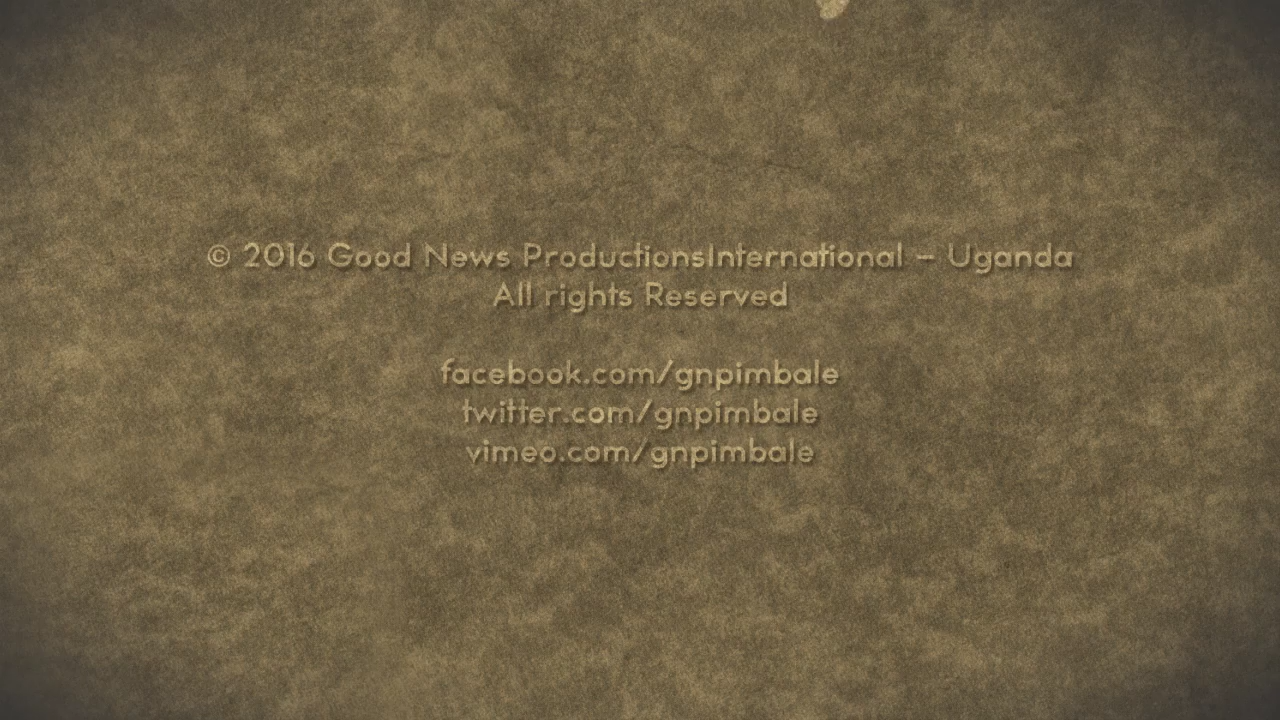 © 2016 Good News ProductionsInternational – Uganda
All rights Reserved
facebook.com/gnpimbale
twitter.com/gnpimbale
vimeo.com/gnpimbale